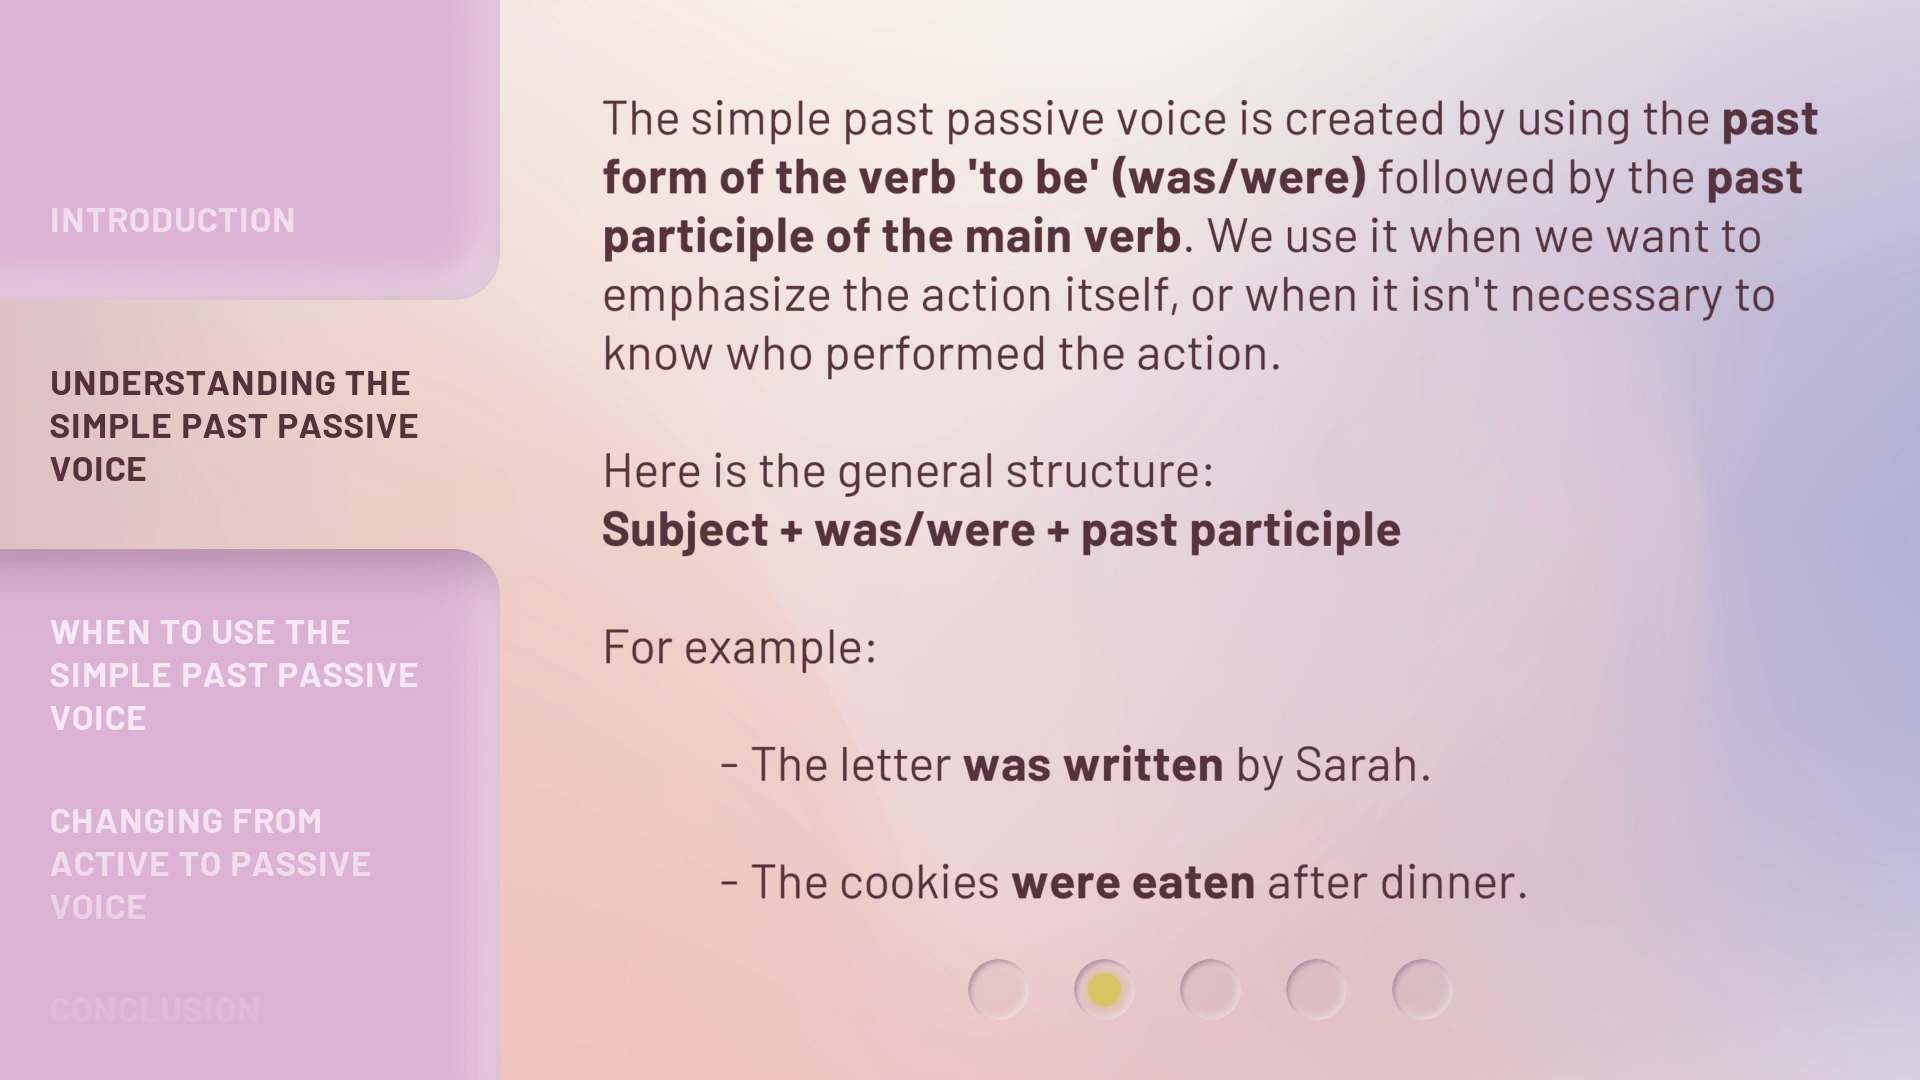 INTRODUCTION
UNDERSTANDING THE
SIMPLE PAST PASSIVE
VOICE
WHEN TO USE THE
SIMPLE PAST PASSIVE
VOICE
CHANGING FROM
ACTIVE TO PASSIVE
VOICE
CONCLUSION
The simple past passive voice is created by using the past
form of the verb 'to be' (was/were) followed by the past
participle of the main verb. We use it when we want to
emphasize the action itself, or when it isn't necessary to
know who performed the action.
Here is the general structure:
Subject + was/were + past participle
For example:
- The letter was written by Sarah.
- The cookies were eaten after dinner.